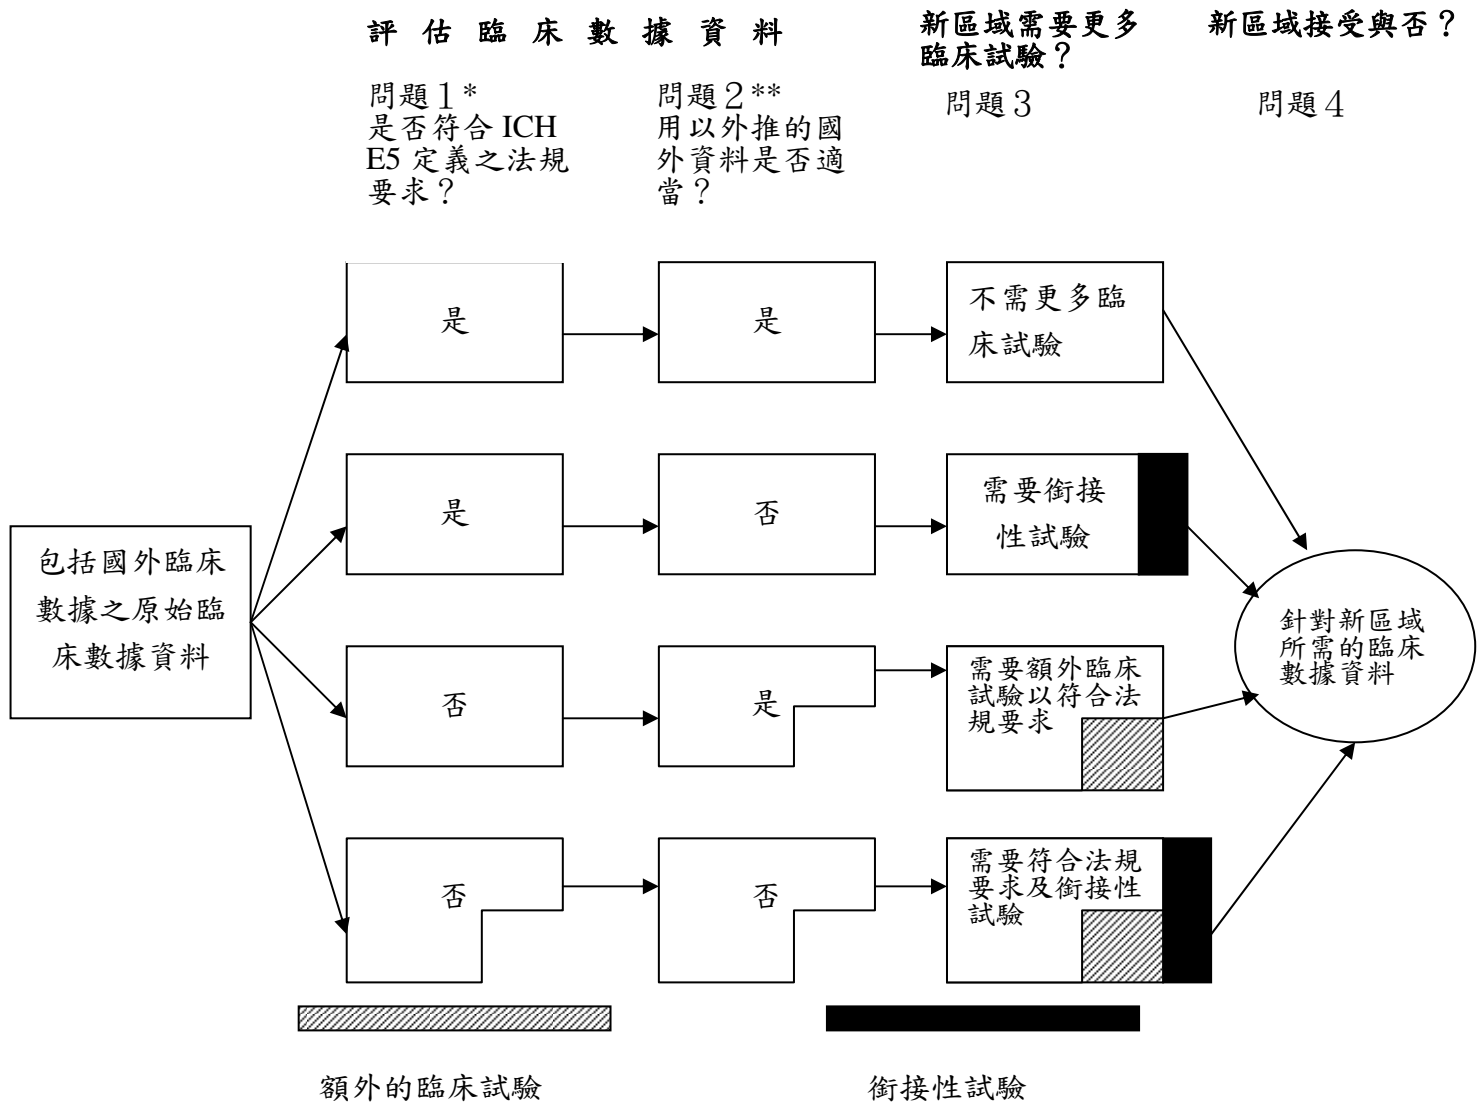 評估臨床數據資料
新區域需要更多
臨床試驗？
新區域接受與否？
問題１*
是否符合 ICH
E5 定義之法規
要求？
問題２**
用以外推的國
外資料是否適
當？
問題３
問題４
包括國外臨床
數據之原始臨
床數據資料
是
是
不需更多臨
床試驗
是
否
需要銜接
性試驗
否
是
需要額外臨床
試驗以符合法
規要求
否
否
需要符合法規
要求及銜接性
試驗
針對新區域
所需的臨床
數據資料
額外的臨床試驗
銜接性試驗